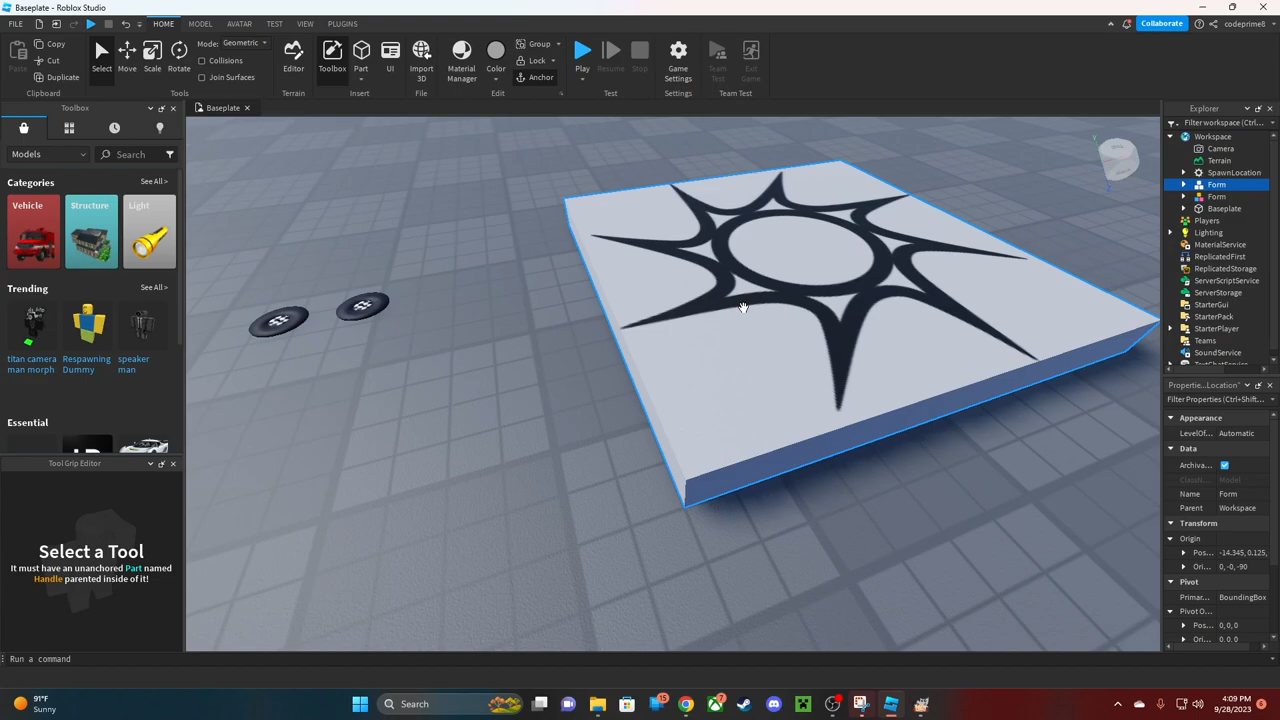 Baseplate - Roblox Studio
FILE HOME MODEL AVATAR TEST VIEW PLUGINS Collaborate codeprime8
Paste Copy Cut Duplicate Select Move Scale Rotate Mode: Geometric Collisions Join Surfaces Editor Toolbox Part UI Import 3D Material Manager Color Group Lock Anchor Play Resume Stop Game Settings Team Test Exit Game
Clipboard Tools Terrain Insert File Edit Test Settings Team Test
Toolbox
Baseplate
Models Search
Categories See All >
Vehicle Structure Light
Trending See All >
titan camera man morph
Respawning Dummy
speaker man
Essential
Tool Grip Editor
Select a Tool
It must have an unanchored Part named
Handle parented inside of it!
Run a command
Explorer
Filter workspace (Ctrl+...
Workspace
Camera
Terrain
SpawnLocation
Form
Form
Baseplate
Players
Lighting
MaterialService
ReplicatedFirst
ReplicatedStorage
ServerScriptService
ServerStorage
StarterGui
StarterPack
StarterPlayer
Teams
SoundService
Filter Properties (Ctrl+Shift...
Appearance
LevelOf... Automatic
Data
Archiva...
Name Form
Parent Workspace
Transform
Origin
Pos... -14.345, 0.125,
Ori... 0, -0, -90
Pivot
Primar... BoundingBox
Pivot O...
Pos... 0, 0, 0
Ori... 0, 0, 0
91°F
Sunny
Search
15
7
4:09 PM
9/28/2023